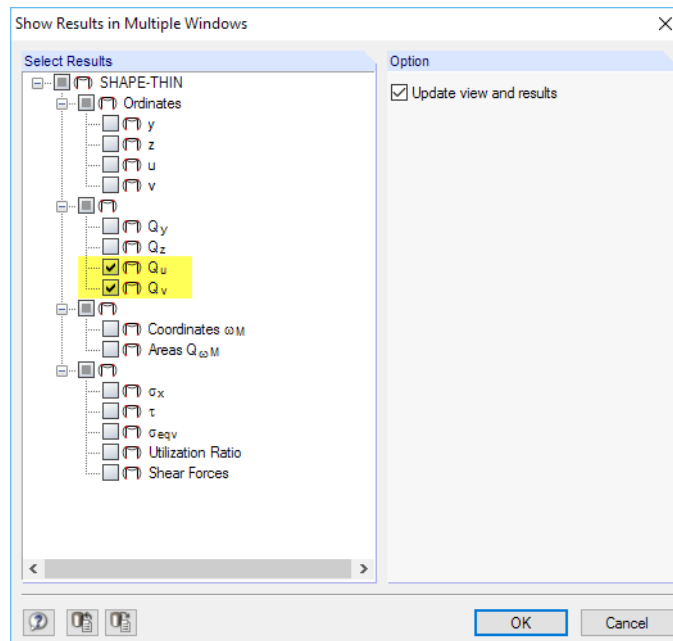 Show Results in Multiple Windows
Select Results
SHAPE-THIN
Ordinates
y
z
u
v
Qy
Qz
Qu
Qv
Coordinates ωM
Areas QωM
σx
τ
σeqv
Utilization Ratio
Shear Forces
Option
Update view and results
OK
Cancel